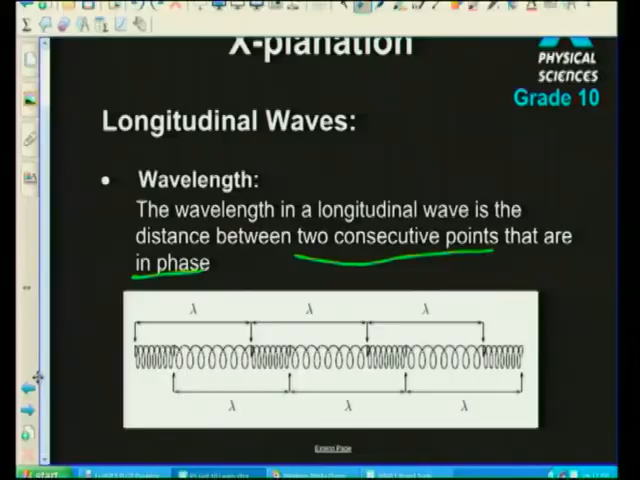 X-planation
PHYSICAL
SCIENCES
Grade 10
Longitudinal Waves:
• Wavelength:
The wavelength in a longitudinal wave is the
distance between two consecutive points that are
in phase
λ λ λ
λ λ λ
start